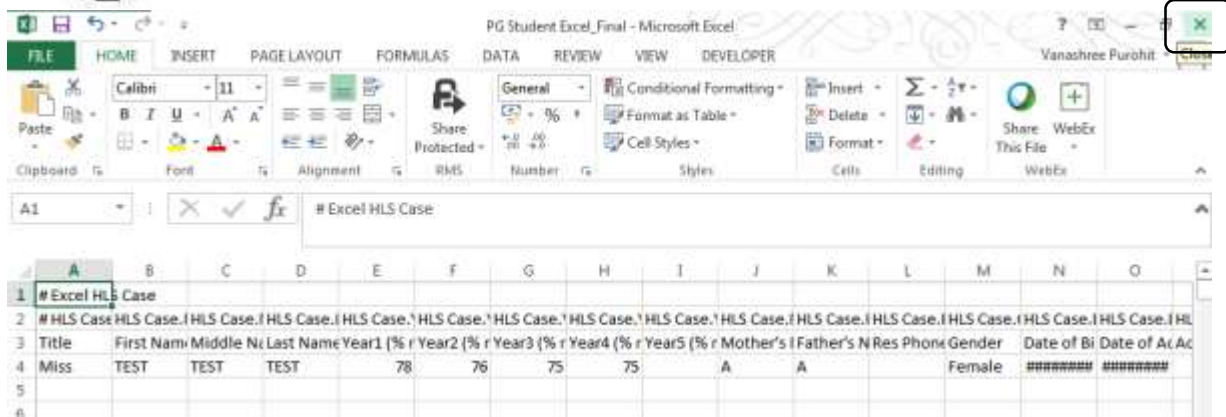 PG Student Excel_Final - Microsoft Excel ?
FILE HOME INSERT PAGE LAYOUT FORMULAS DATA REVIEW VIEW DEVELOPER Vanashree Purohit
Close
Calibri 11 General Conditional Formatting Insert
Paste B I U A A Share Protected % Format as Table Delete Share This File WebEx
Cell Styles Format
Clipboard Font Alignment RMS Number Styles Cells Editing WebEx
A1 fx # Excel HLS Case
A B C D E F G H I J K L M N O
1 # Excel HLS Case
2 # HLS Case HLS Case. HLS Case. HLS Case. HLS Case. HLS Case. HLS Case. HLS Case. HLS Case. HLS Case. HLS Case. HLS Case. HLS Case. HLS Case. HLS Case. HL
3 Title First Nam Middle Na Last Name Year1 (% r Year2 (% r Year3 (% r Year4 (% r Year5 (% r Mother's Father's N Res Phone Gender Date of Bi Date of Ac Ac
4 Miss TEST TEST TEST 78 76 75 75 A A Female ######## ########
5
6